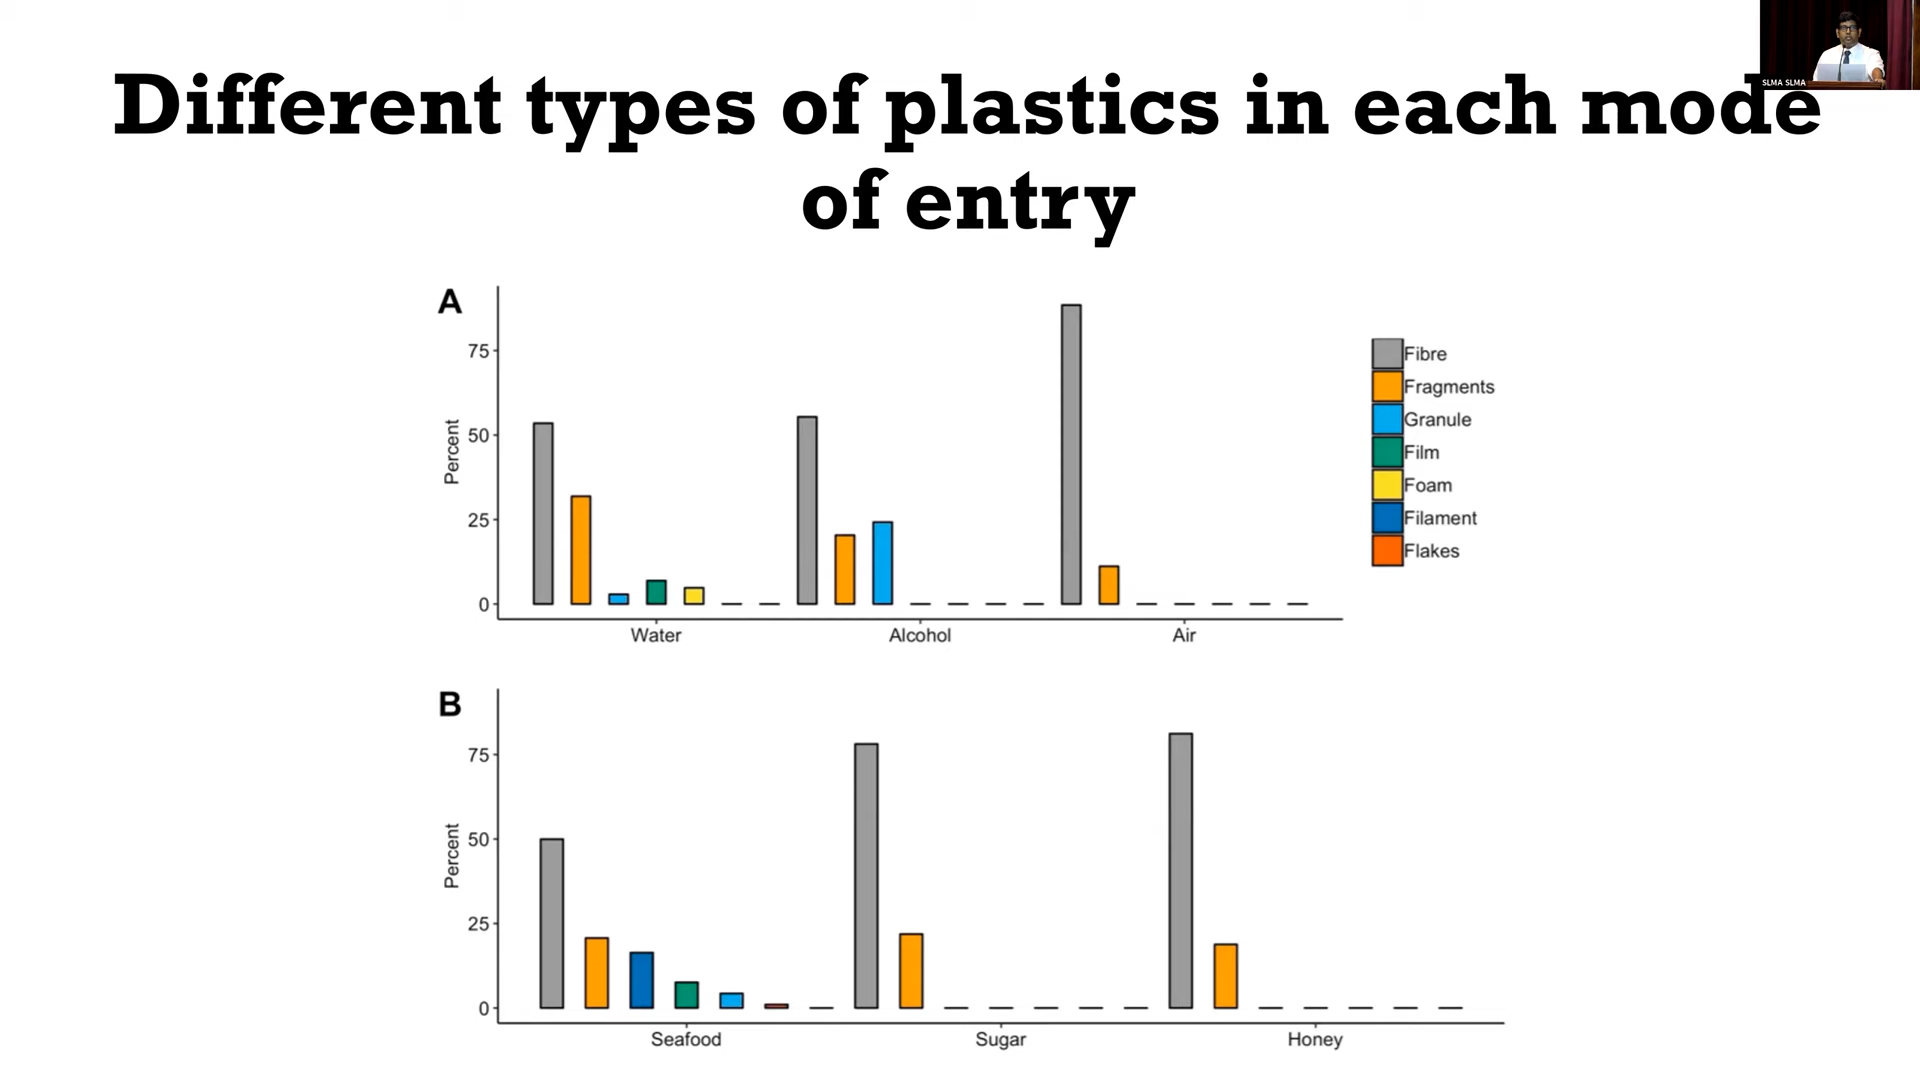 SLMA SLMA
Different types of plastics in each mode
of entry
A
75
50
25
0
Percent
Water
Alcohol
Air
Fibre
Fragments
Granule
Film
Foam
Filament
Flakes
B
75
50
25
0
Percent
Seafood
Sugar
Honey